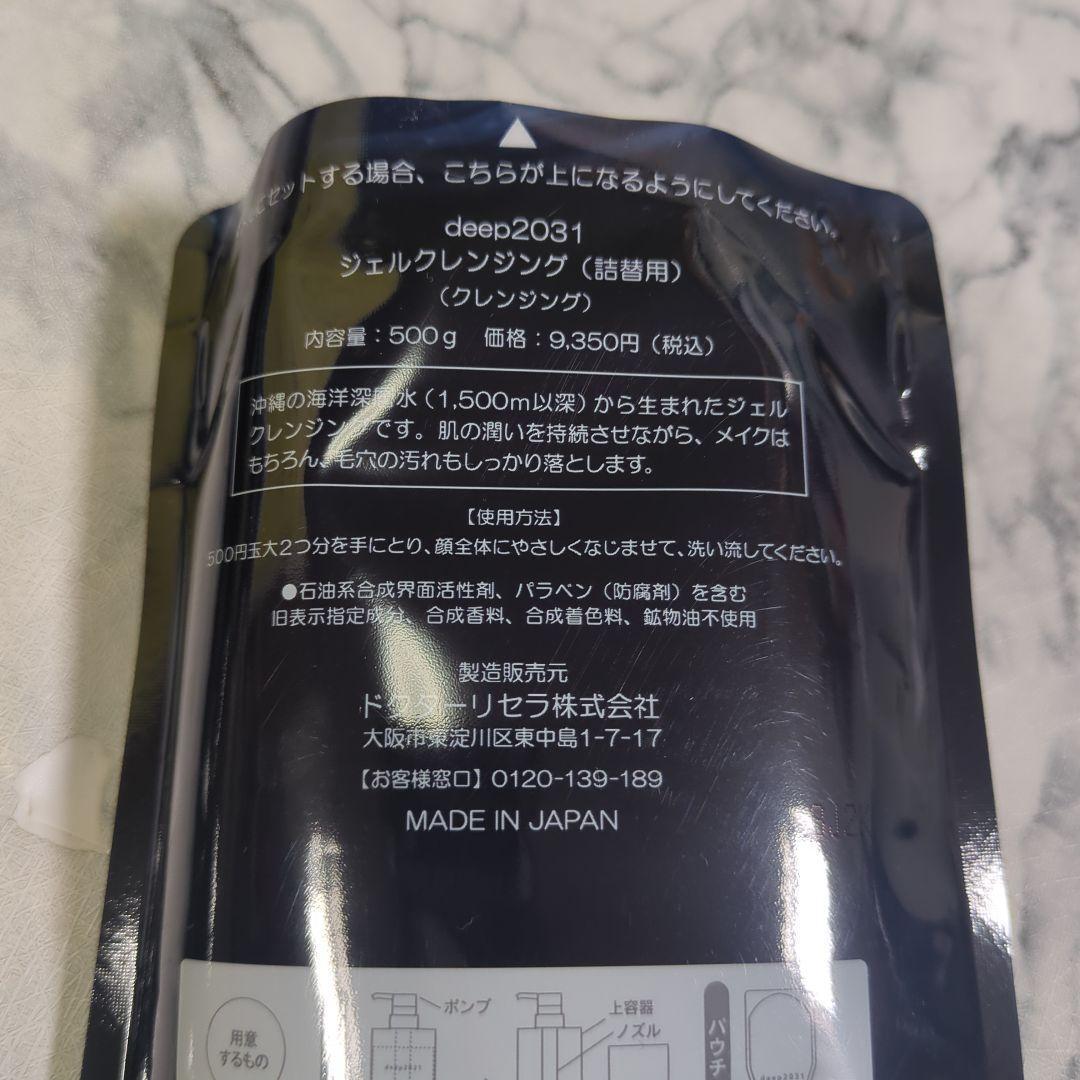 にセットする場合、こちらが上になるようにしてください。
deep2031
ジェルクレンジング（詰替用）
（クレンジング）
内容量：500g 価格：9,350円（税込）
沖縄の海洋深層水（1,500m以深）から生まれたジェル
クレンジングです。肌の潤いを持続させながら、メイクは
もちろん、毛穴の汚れもしっかり落とします。
【使用方法】
500円玉大2つ分を手にとり、顔全体にやさしくなじませて、洗い流してください。
●石油系合成界面活性剤、パラベン（防腐剤）を含む
旧表示指定成分、合成香料、合成着色料、鉱物油不使用
製造販売元
ドクターリセラ株式会社
大阪市東淀川区東中島1-7-17
【お客様窓口】0120-139-189
MADE IN JAPAN
用意
するもの
ポンプ
deep2031
上容器
ノズル
パウチ
deep2031